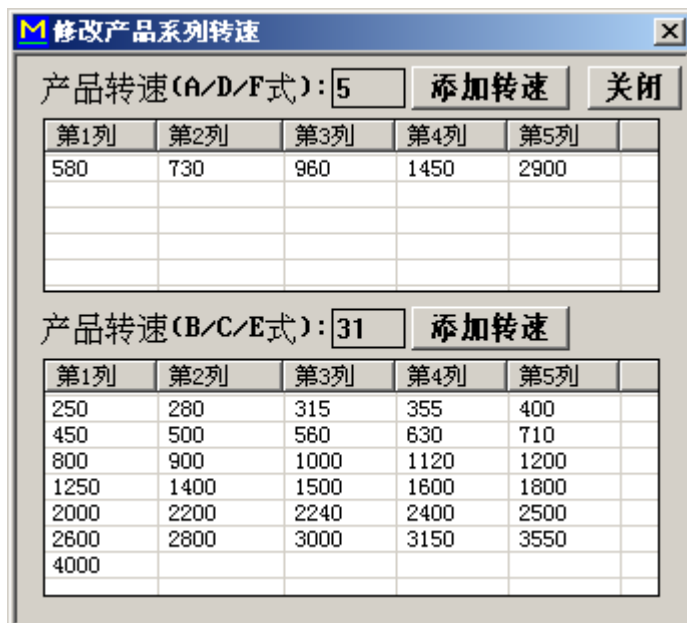 M 修改产品系列转速
产品转速(A/D/F式): 5 添加转速 关闭
第1列 第2列 第3列 第4列 第5列
580 730 960 1450 2900
产品转速(B/C/E式): 31 添加转速
第1列 第2列 第3列 第4列 第5列
250 280 315 355 400
450 500 560 630 710
800 900 1000 1120 1200
1250 1400 1500 1600 1800
2000 2200 2240 2400 2500
2600 2800 3000 3150 3550
4000